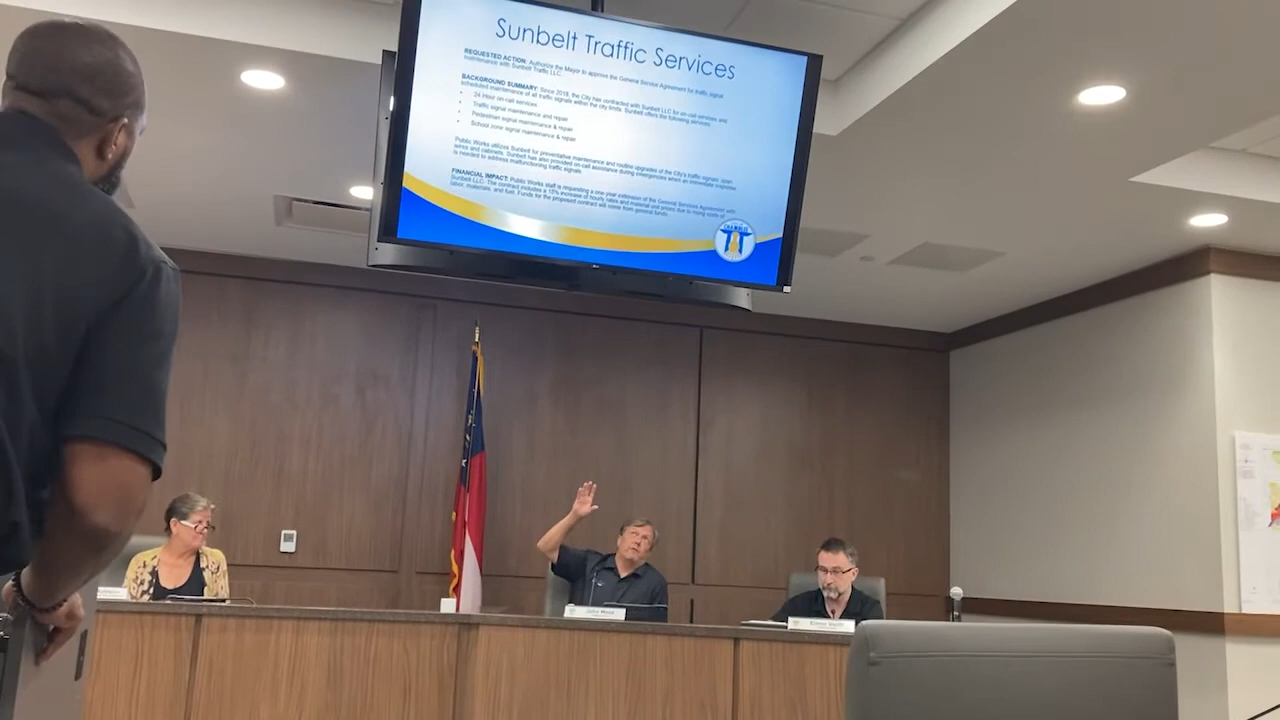 Sunbelt Traffic Services
REQUESTED ACTION: Authorize the Mayor to approve the General Service Agreement for traffic signal
maintenance with Sunbelt Traffic LLC.
BACKGROUND SUMMARY: Since 2018, the City has contracted with Sunbelt LLC for on-call services and
scheduled maintenance of all traffic signals within the city limits. Sunbelt offers the following services:
• 24 Hour on-call services
• Traffic signal maintenance and repair
• Pedestrian signal maintenance & repair
• School zone signal maintenance & repair
Public Works utilizes Sunbelt for preventative maintenance and routine upgrades of the City's traffic signals, span
wires and cabinets. Sunbelt has also provided on-call assistance during emergencies when an immediate response
is needed to address malfunctioning traffic signals.
FINANCIAL IMPACT: Public Works staff is requesting a one-year extension of the General Services Agreement with
Sunbelt LLC. The contract includes a 15% increase of hourly rates and material unit prices due to rising costs of
labor, materials, and fuel. Funds for the proposed contract will come from general funds.
CHAMBLEE
John Mesa
Elmer Veith